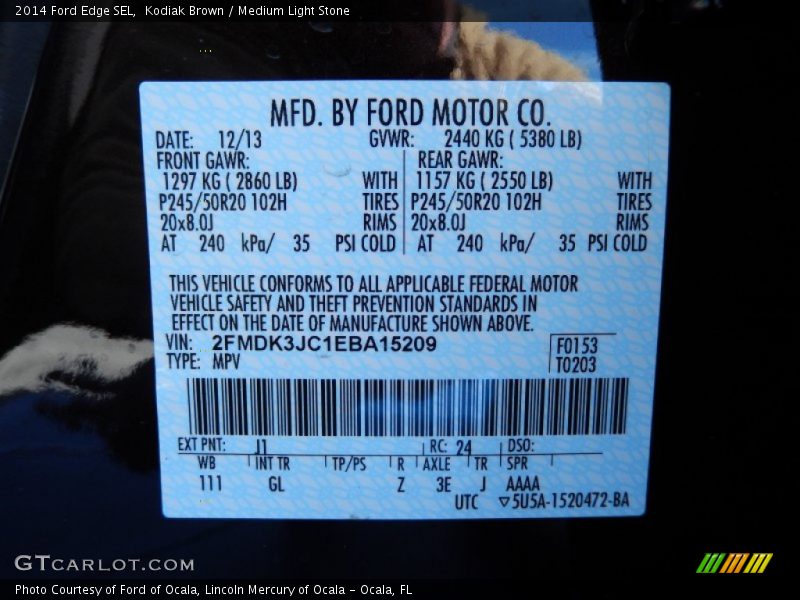 2014 Ford Edge SEL,  Kodiak Brown / Medium Light Stone
MFD. BY FORD MOTOR CO.
DATE: 12/13 GVWR: 2440 KG ( 5380 LB)
FRONT GAWR: REAR GAWR:
1297 KG ( 2860 LB) WITH 1157 KG ( 2550 LB) WITH
P245/50R20 102H TIRES P245/50R20 102H TIRES
20x8.0J RIMS 20x8.0J RIMS
AT 240 kPa/ 35 PSI COLD AT 240 kPa/ 35 PSI COLD
THIS VEHICLE CONFORMS TO ALL APPLICABLE FEDERAL MOTOR
VEHICLE SAFETY AND THEFT PREVENTION STANDARDS IN
EFFECT ON THE DATE OF MANUFACTURE SHOWN ABOVE.
VIN: 2FMDK3JC1EBA15209 F0153
TYPE: MPV T0203
EXT PNT: J1 RC: 24 DSO:
WB INT TR TP/PS R AXLE TR SPR
111 GL Z 3E J AAAA
UTC ▽5U5A-1520472-BA
GTCARLOT.COM
Photo Courtesy of Ford of Ocala, Lincoln Mercury of Ocala - Ocala, FL